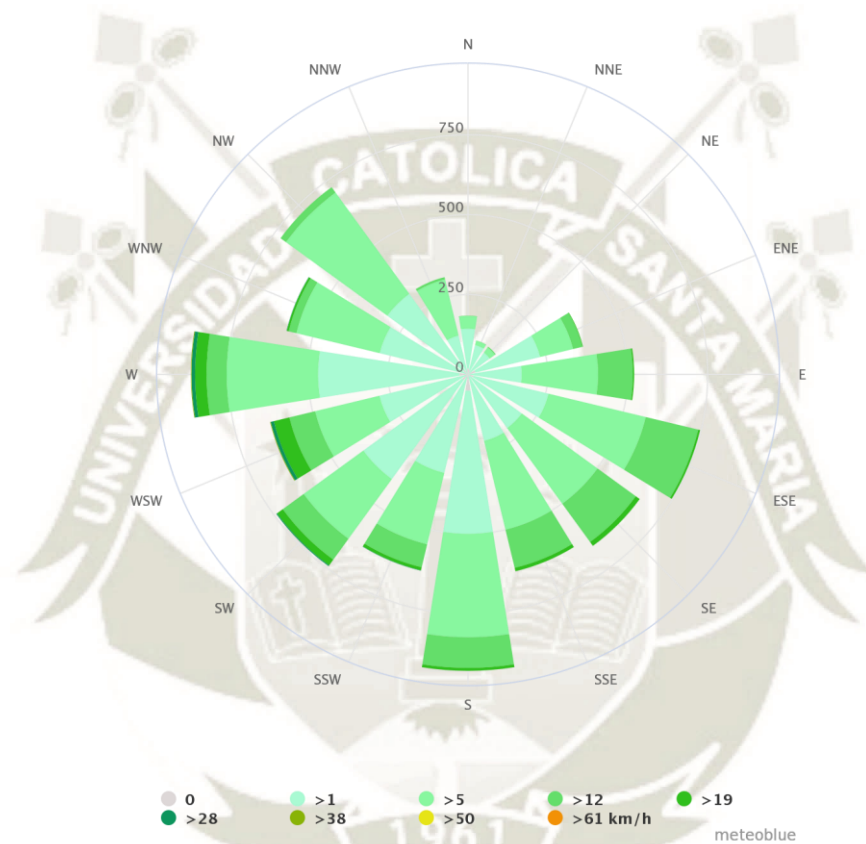 N
NNW
NNE
NW
NE
750
CATOLICA
500
WNW
ENE
UNIVERSIDAD
SANTA MARIA
250
0
W
E
WSW
ESE
SW
SE
SSW
SSE
S
0 >1 >5 >12 >19
>28 >38 >50 >61 km/h
1961
meteoblue